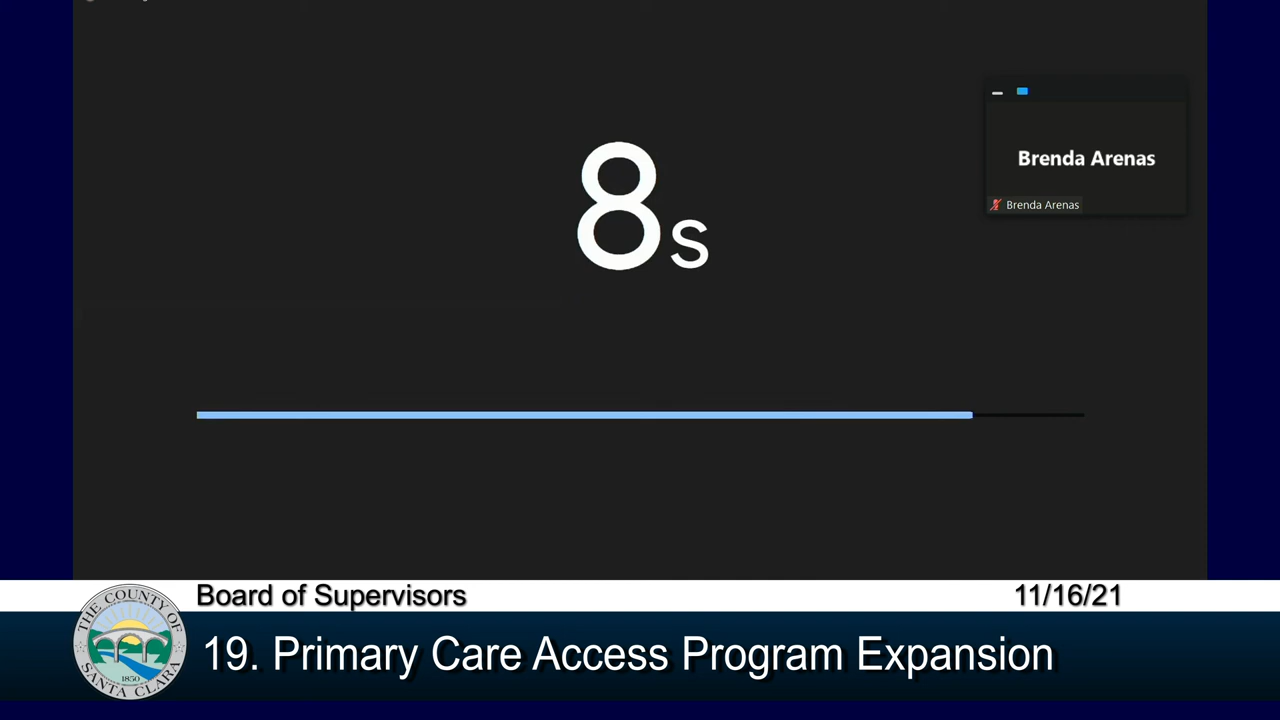 8s
Brenda Arenas
Brenda Arenas
Board of Supervisors
11/16/21
THE COUNTY OF
SANTA CLARA
1850
19. Primary Care Access Program Expansion